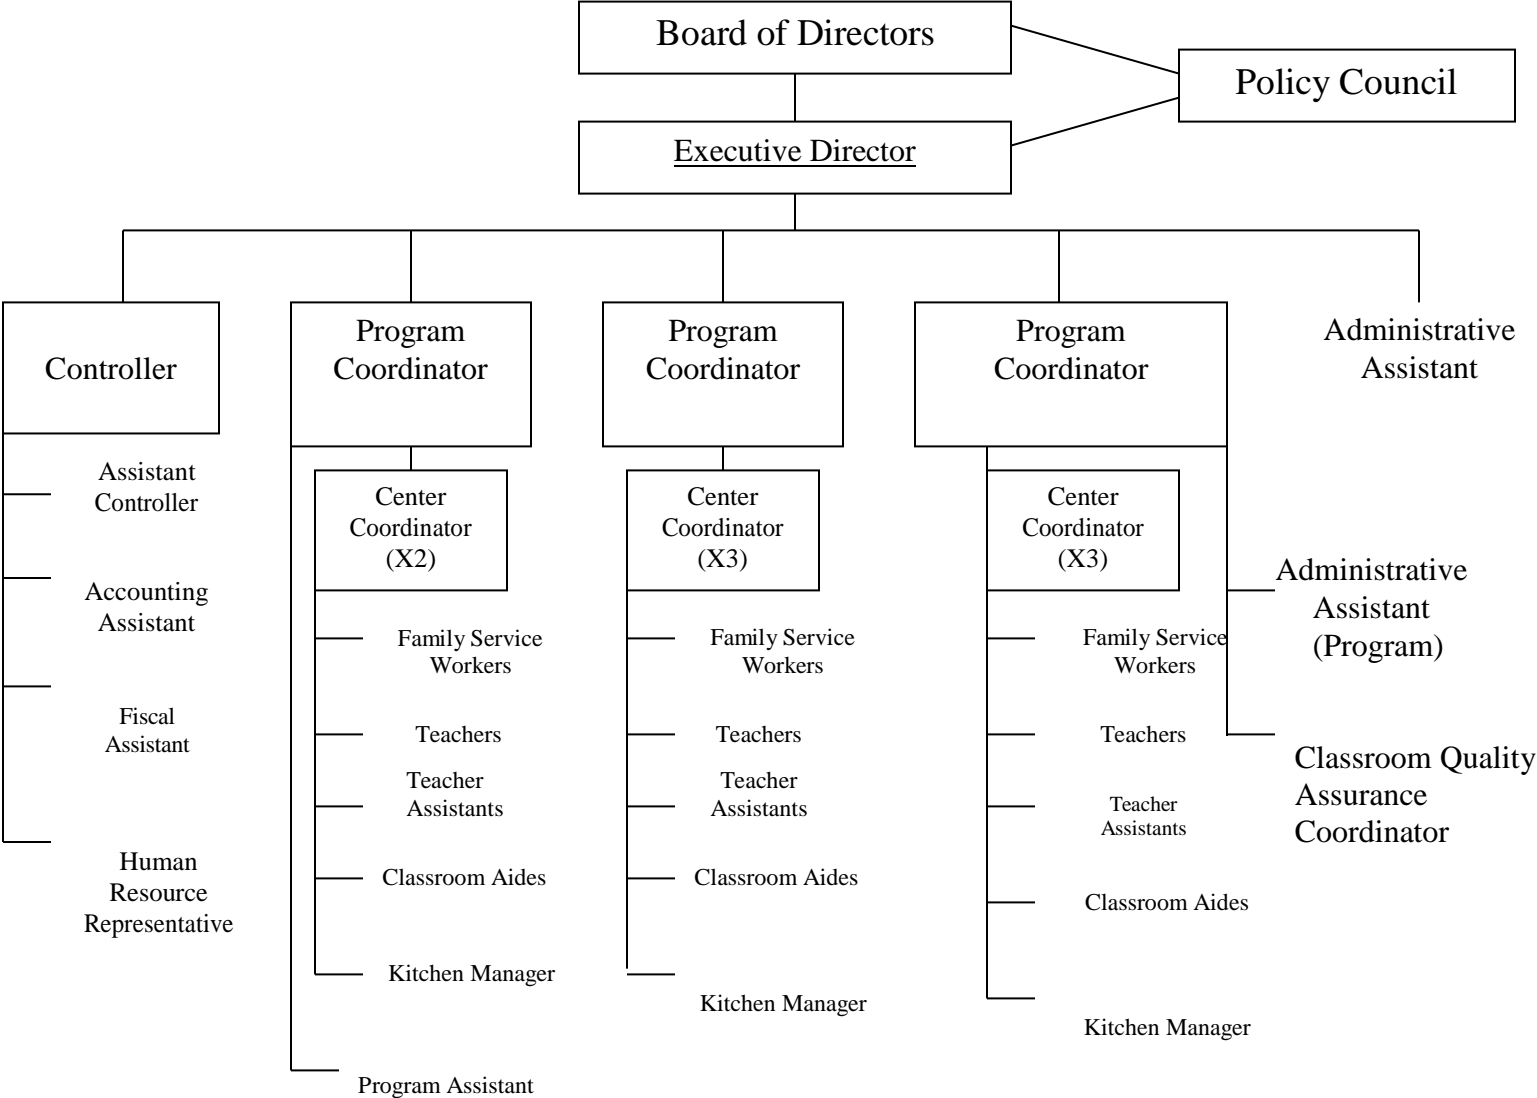 Board of Directors
Policy Council
Executive Director
Controller
Program
Coordinator
Program
Coordinator
Program
Coordinator
Administrative
Assistant
Assistant
Controller
Accounting
Assistant
Fiscal
Assistant
Human
Resource
Representative
Center
Coordinator
(X2)
Family Service
Workers
Teachers
Teacher
Assistants
Classroom Aides
Kitchen Manager
Program Assistant
Center
Coordinator
(X3)
Family Service
Workers
Teachers
Teacher
Assistants
Classroom Aides
Kitchen Manager
Center
Coordinator
(X3)
Family Service
Workers
Teachers
Teacher
Assistants
Classroom Aides
Kitchen Manager
Administrative
Assistant
(Program)
Classroom Quality
Assurance
Coordinator